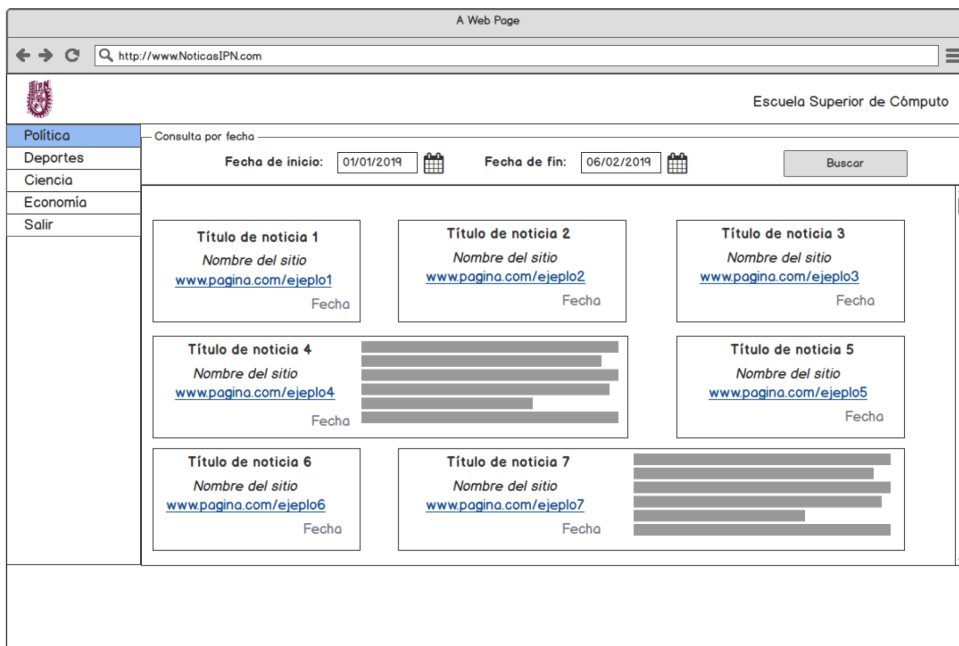 A Web Page
http://www.NoticasIPN.com
IPN
Escuela Superior de Cómputo
Política
Deportes
Ciencia
Economía
Salir
Consulta por fecha
Fecha de inicio: 01/01/2019 Fecha de fin: 06/02/2019 Buscar
Título de noticia 1
Nombre del sitio
www.pagina.com/ejeplo1
Fecha
Título de noticia 2
Nombre del sitio
www.pagina.com/ejeplo2
Fecha
Título de noticia 3
Nombre del sitio
www.pagina.com/ejeplo3
Fecha
Título de noticia 4
Nombre del sitio
www.pagina.com/ejeplo4
Fecha
Título de noticia 5
Nombre del sitio
www.pagina.com/ejeplo5
Fecha
Título de noticia 6
Nombre del sitio
www.pagina.com/ejeplo6
Fecha
Título de noticia 7
Nombre del sitio
www.pagina.com/ejeplo7
Fecha